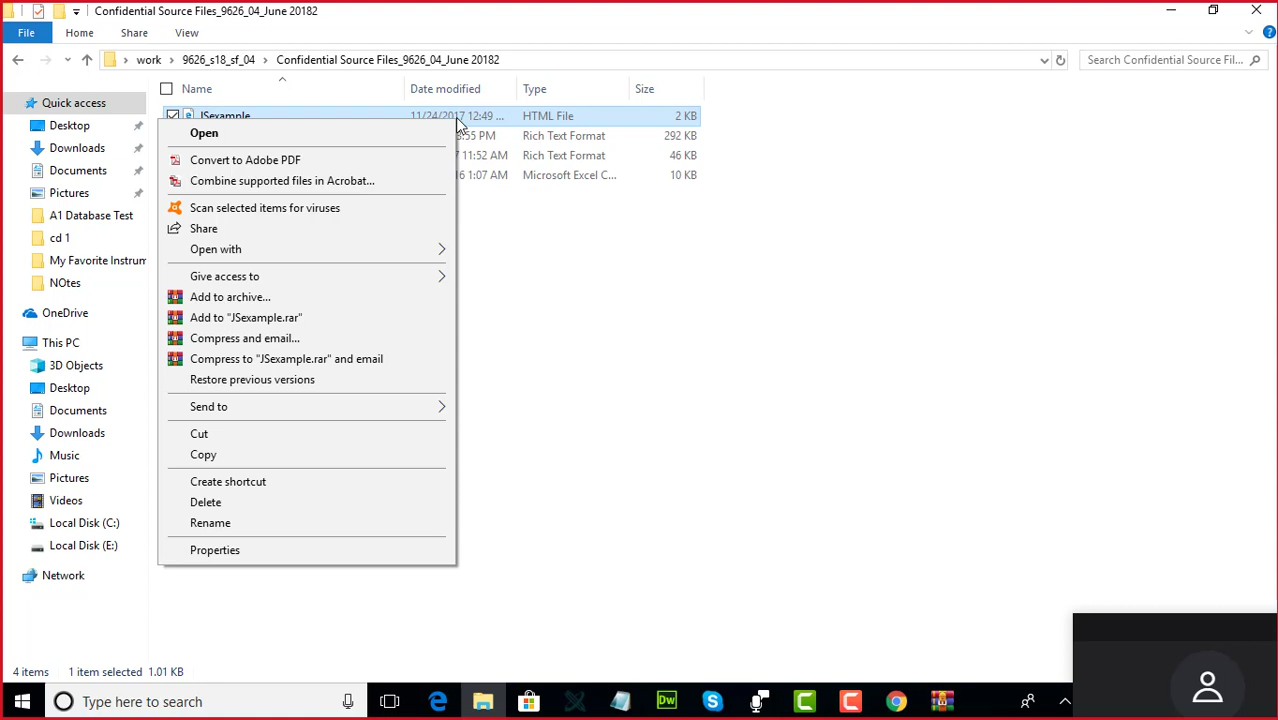 Confidential Source Files_9626_04_June 20182
File Home Share View
work 9626_s18_sf_04 Confidential Source Files_9626_04_June 20182 Search Confidential Source Fil...
Name Date modified Type Size
Quick access
Desktop
Downloads
Documents
Pictures
A1 Database Test
cd 1
My Favorite Instrum
NOtes
OneDrive
This PC
3D Objects
Desktop
Documents
Downloads
Music
Pictures
Videos
Local Disk (C:)
Local Disk (E:)
Network
JSexample 11/24/2017 12:49 ... HTML File 2 KB
:55 PM Rich Text Format 292 KB
11:52 AM Rich Text Format 46 KB
1:07 AM Microsoft Excel C... 10 KB
Open
Convert to Adobe PDF
Combine supported files in Acrobat...
Scan selected items for viruses
Share
Open with
Give access to
Add to archive...
Add to "JSexample.rar"
Compress and email...
Compress to "JSexample.rar" and email
Restore previous versions
Send to
Cut
Copy
Create shortcut
Delete
Rename
Properties
4 items 1 item selected 1.01 KB
Type here to search
Dw